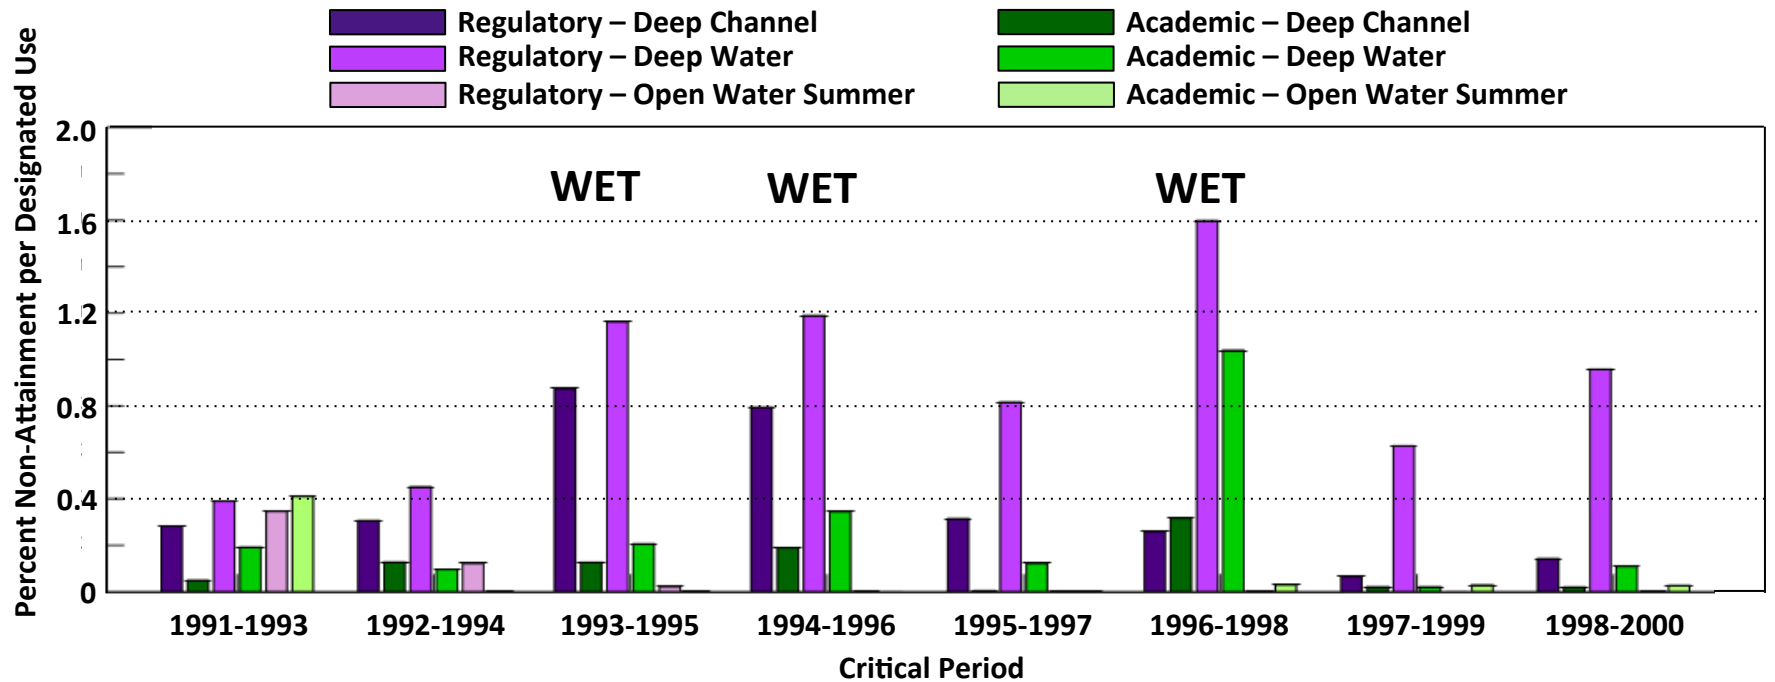 Regulatory – Deep Channel
Regulatory – Deep Water
Regulatory – Open Water Summer
Academic – Deep Channel
Academic – Deep Water
Academic – Open Water Summer
Percent Non-Attainment per Designated Use
2.0
1.6
1.2
0.8
0.4
0
WET
WET
WET
1991-1993
1992-1994
1993-1995
1994-1996
1995-1997
1996-1998
1997-1999
1998-2000
Critical Period